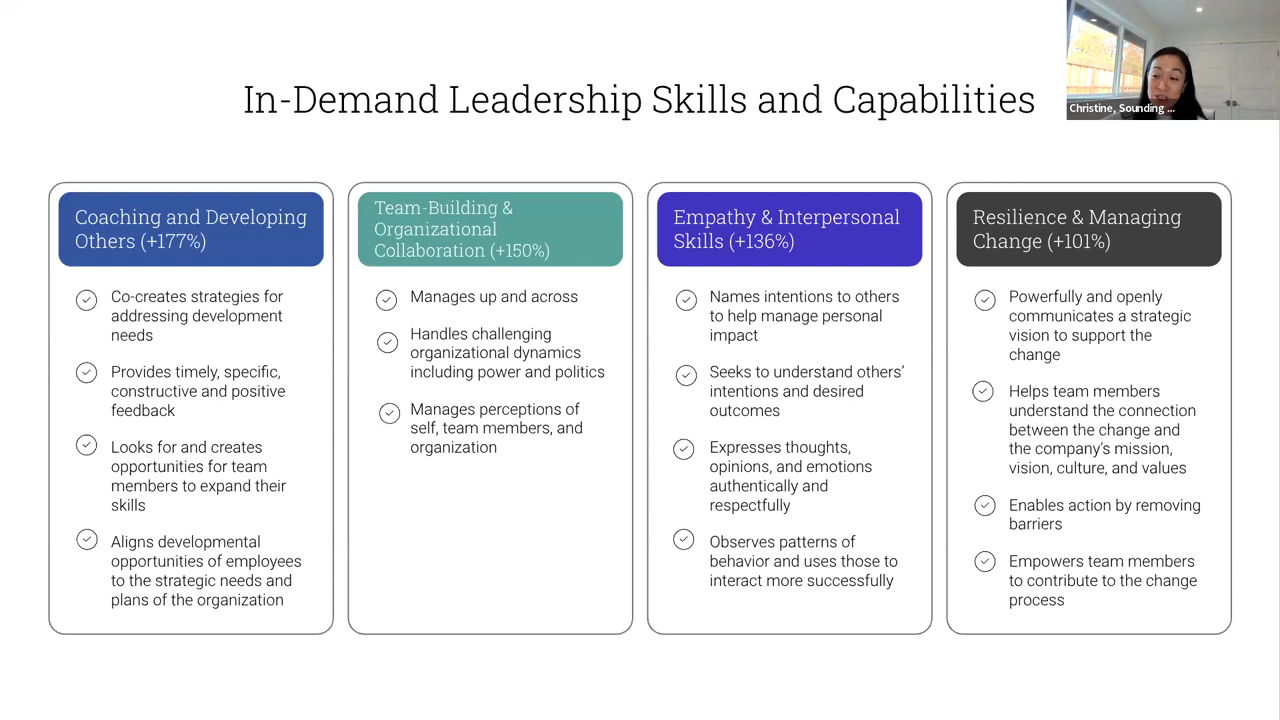 In-Demand Leadership Skills and Capabilities
Christine, Sounding ...
Coaching and Developing
Others (+177%)
Co-creates strategies for
addressing development
needs
Provides timely, specific,
constructive and positive
feedback
Looks for and creates
opportunities for team
members to expand their
skills
Aligns developmental
opportunities of employees
to the strategic needs and
plans of the organization
Team-Building &
Organizational
Collaboration (+150%)
Manages up and across
Handles challenging
organizational dynamics
including power and politics
Manages perceptions of
self, team members, and
organization
Empathy & Interpersonal
Skills (+136%)
Names intentions to others
to help manage personal
impact
Seeks to understand others’
intentions and desired
outcomes
Expresses thoughts,
opinions, and emotions
authentically and
respectfully
Observes patterns of
behavior and uses those to
interact more successfully
Resilience & Managing
Change (+101%)
Powerfully and openly
communicates a strategic
vision to support the
change
Helps team members
understand the connection
between the change and
the company’s mission,
vision, culture, and values
Enables action by removing
barriers
Empowers team members
to contribute to the change
process